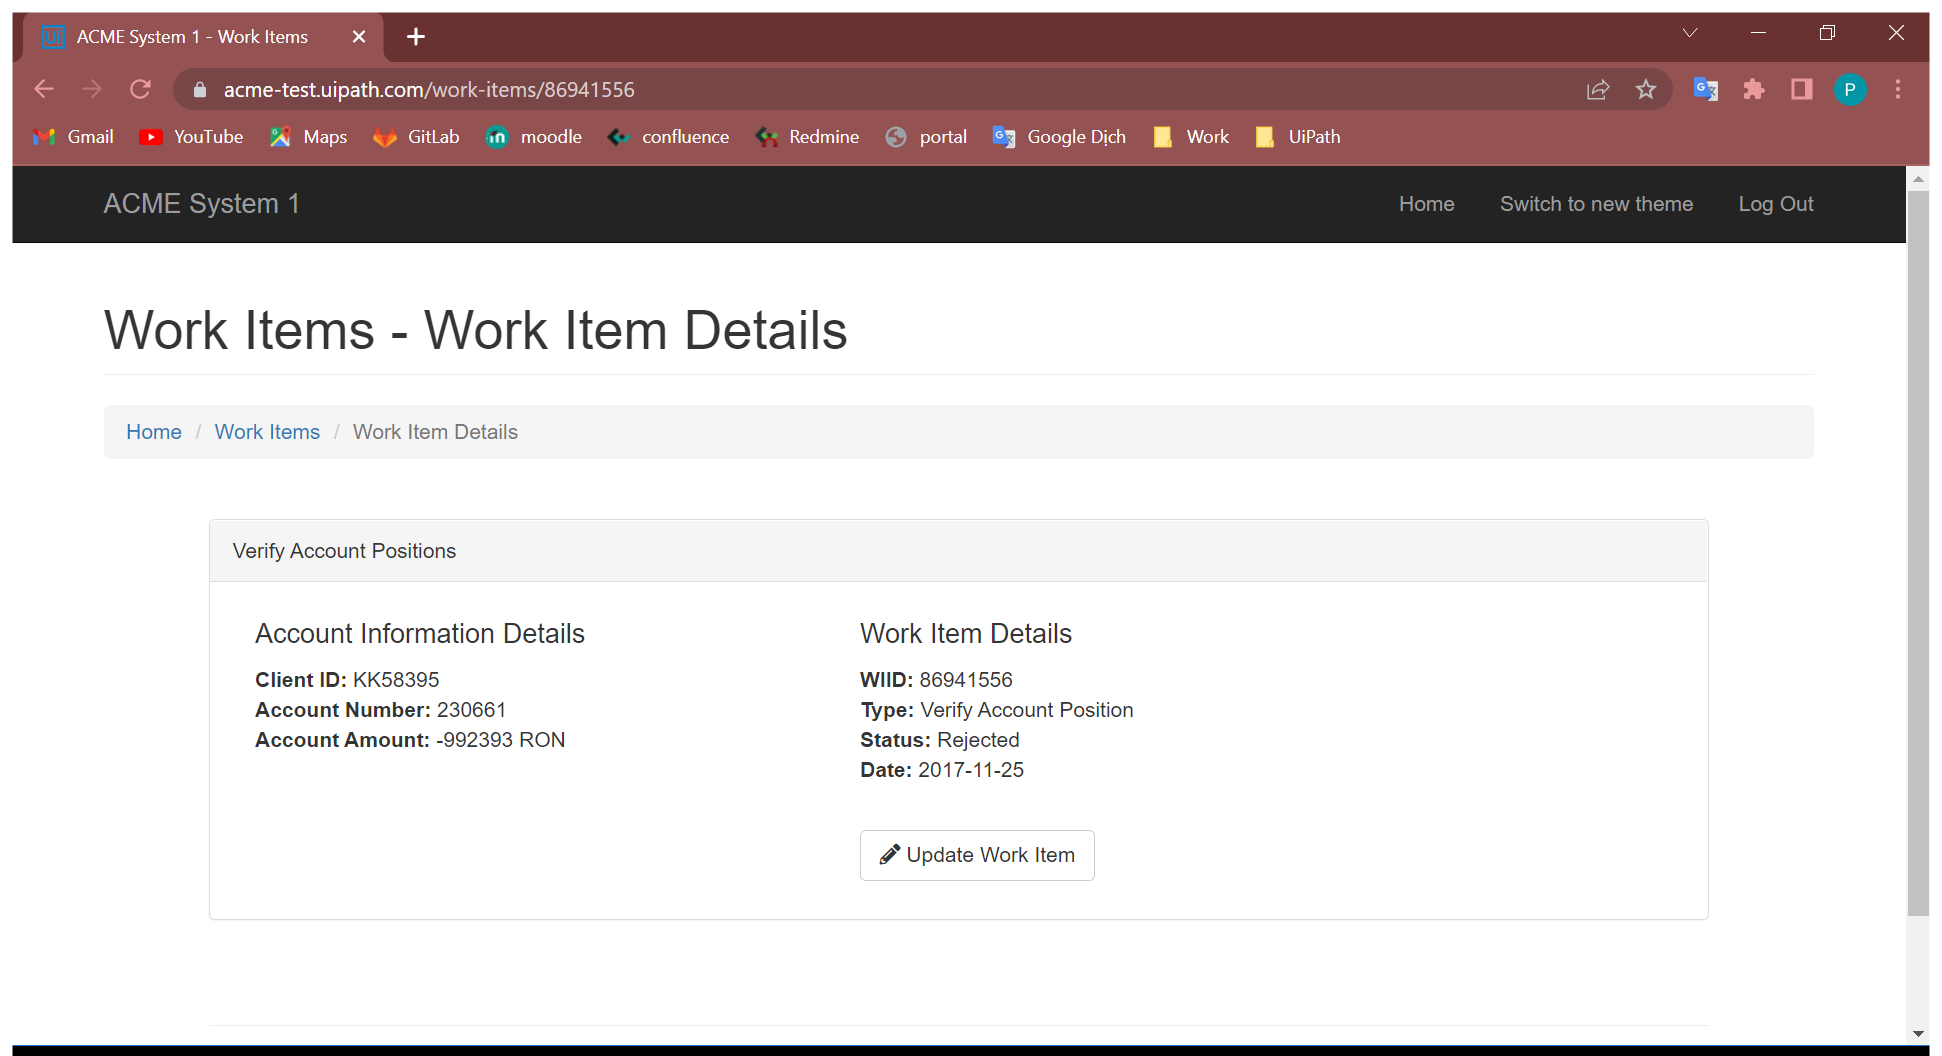 ACME System 1 - Work Items
acme-test.uipath.com/work-items/86941556
P
Gmail YouTube Maps GitLab moodle confluence Redmine portal Google Dịch Work UiPath
ACME System 1 Home Switch to new theme Log Out
Work Items - Work Item Details
Home / Work Items / Work Item Details
Verify Account Positions
Account Information Details
Client ID: KK58395
Account Number: 230661
Account Amount: -992393 RON
Work Item Details
WIID: 86941556
Type: Verify Account Position
Status: Rejected
Date: 2017-11-25
Update Work Item